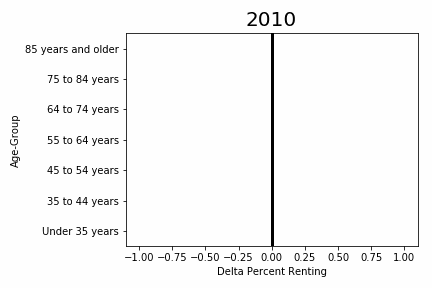 2010
85 years and older
75 to 84 years
64 to 74 years
55 to 64 years
45 to 54 years
35 to 44 years
Under 35 years
Age-Group
−1.00 −0.75 −0.50 −0.25 0.00 0.25 0.50 0.75 1.00
Delta Percent Renting